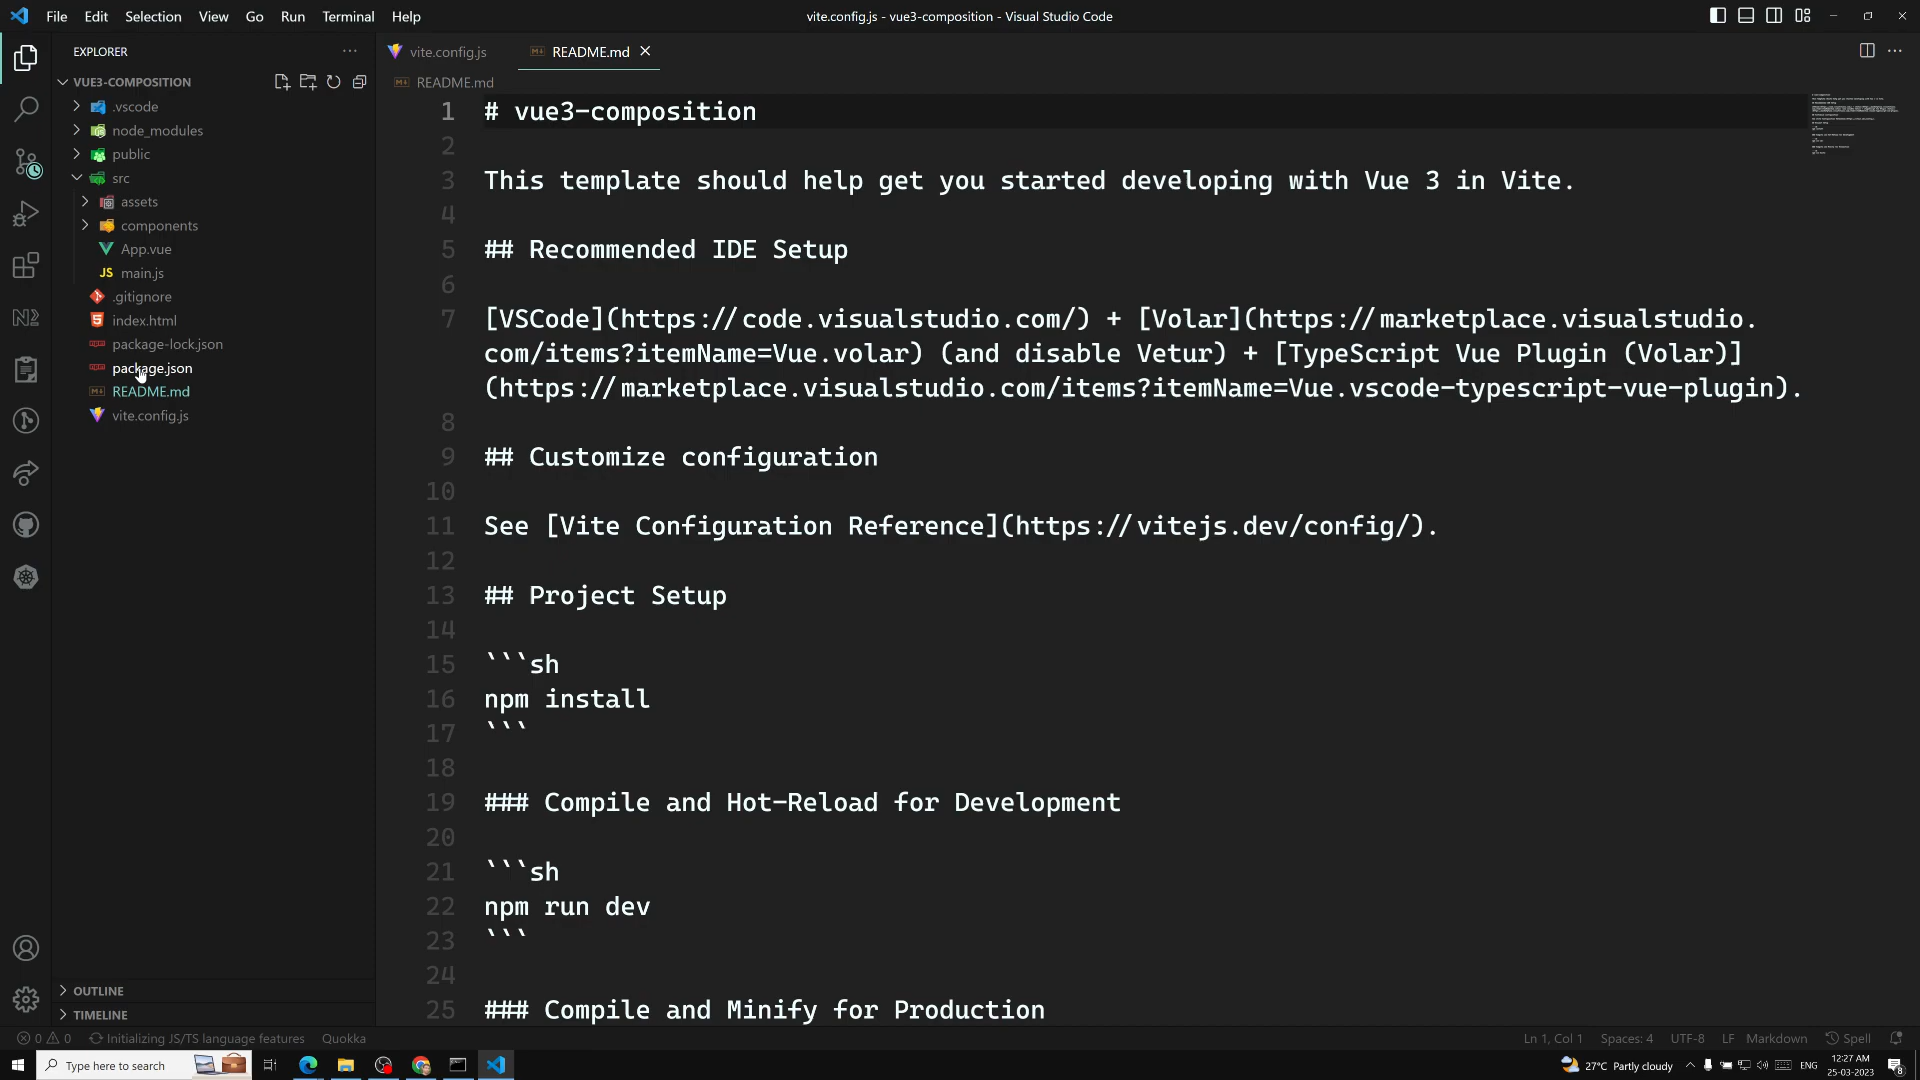 File Edit Selection View Go Run Terminal Help
vite.config.js - vue3-composition - Visual Studio Code
EXPLORER
VUE3-COMPOSITION
.vscode
node_modules
public
src
assets
components
App.vue
JS main.js
.gitignore
index.html
package-lock.json
package.json
README.md
vite.config.js
OUTLINE
TIMELINE
vite.config.js README.md
README.md
1 # vue3-composition
2
3 This template should help get you started developing with Vue 3 in Vite.
4
5 ## Recommended IDE Setup
6
7 [VSCode](https://code.visualstudio.com/) + [Volar](https://marketplace.visualstudio.
com/items?itemName=Vue.volar) (and disable Vetur) + [TypeScript Vue Plugin (Volar)]
(https://marketplace.visualstudio.com/items?itemName=Vue.vscode-typescript-vue-plugin).
8
9 ## Customize configuration
10
11 See [Vite Configuration Reference](https://vitejs.dev/config/).
12
13 ## Project Setup
14
15 ```sh
16 npm install
17 ```
18
19 ### Compile and Hot-Reload for Development
20
21 ```sh
22 npm run dev
23 ```
24
25 ### Compile and Minify for Production
0 0 Initializing JS/TS language features Quokka
Ln 1, Col 1 Spaces: 4 UTF-8 LF Markdown Spell
Type here to search
27°C Partly cloudy ENG
12:27 AM
25-03-2023
8